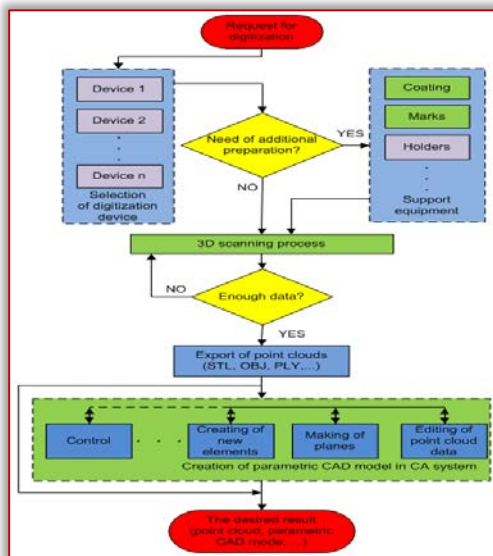 Request for
digitization
Device 1
Device 2
Device n
Selection
of digitization
device
Need of additional
preparation?
YES
NO
Coating
Marks
Holders
Support
equipment
3D scanning process
Enough data?
NO
YES
Export of point clouds
(STL, OBJ, PLY,...)
Control
Creating of
new
elements
Making of
planes
Editing of
point cloud
data
Creation of parametric CAD model in CA system
The desired result
(point cloud, parametric
CAD mode, ...)